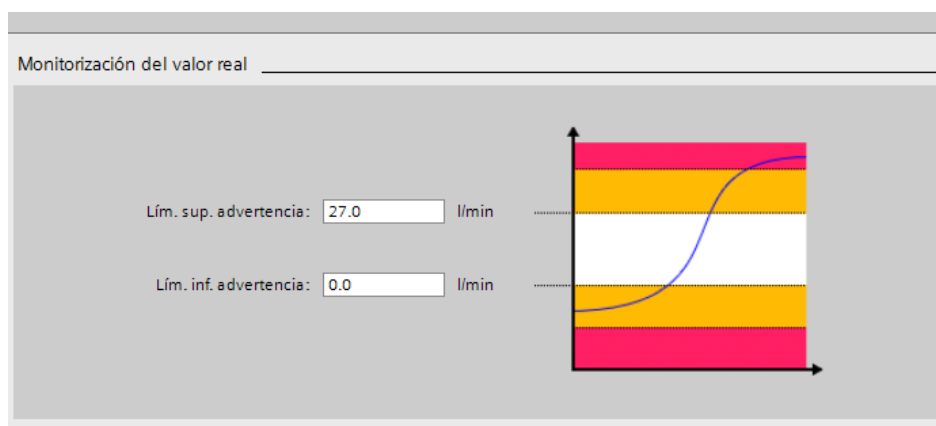 Monitorización del valor real
Lím. sup. advertencia: 27.0 l/min
Lím. inf. advertencia: 0.0 l/min